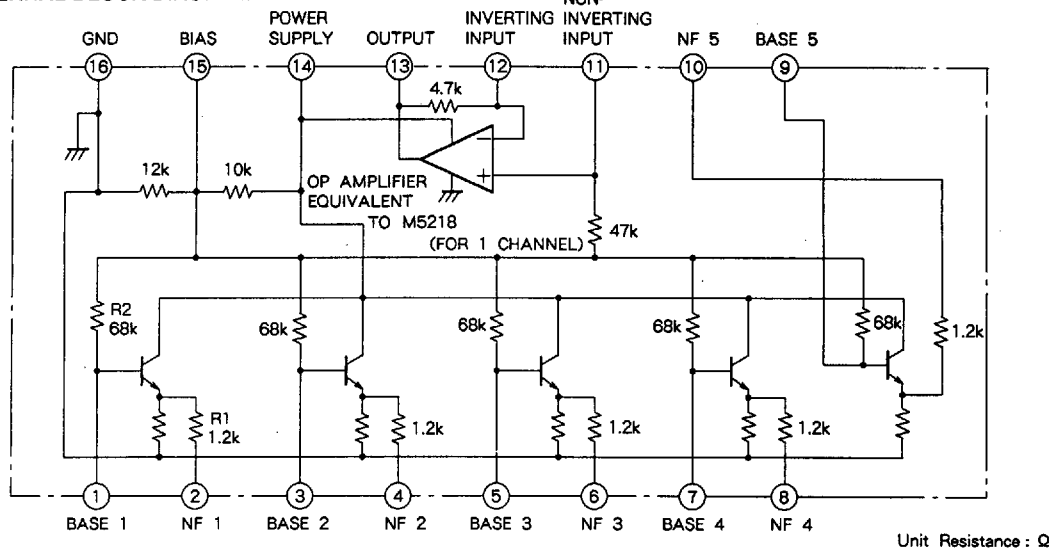 GND
BIAS
POWER
SUPPLY
OUTPUT
INVERTING
INPUT
INVERTING
INPUT
NF 5
BASE 5
16
15
14
13
12
11
10
9
4.7k
12k
10k
OP AMPLIFIER
EQUIVALENT
TO M5218
(FOR 1 CHANNEL)
47k
R2
68k
68k
68k
68k
68k
1.2k
R1
1.2k
1.2k
1.2k
1.2k
1
2
3
4
5
6
7
8
BASE 1
NF 1
BASE 2
NF 2
BASE 3
NF 3
BASE 4
NF 4
Unit Resistance : Ω